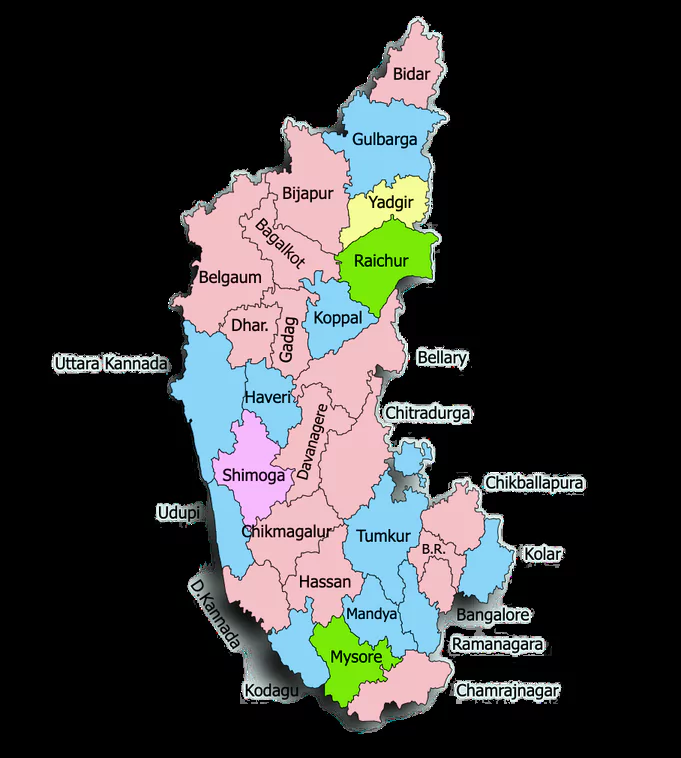 Bidar
Gulbarga
Bijapur
Yadgir
Bagalkot
Raichur
Belgaum
Dhar.
Gadag
Koppal
Uttara Kannada
Bellary
Haveri
Davanagere
Chitradurga
Shimoga
Chikballapura
Udupi
Chikmagalur
Tumkur
B.R.
Kolar
Hassan
D.Kannada
Mandya
Bangalore
Ramanagara
Mysore
Kodagu
Chamrajnagar